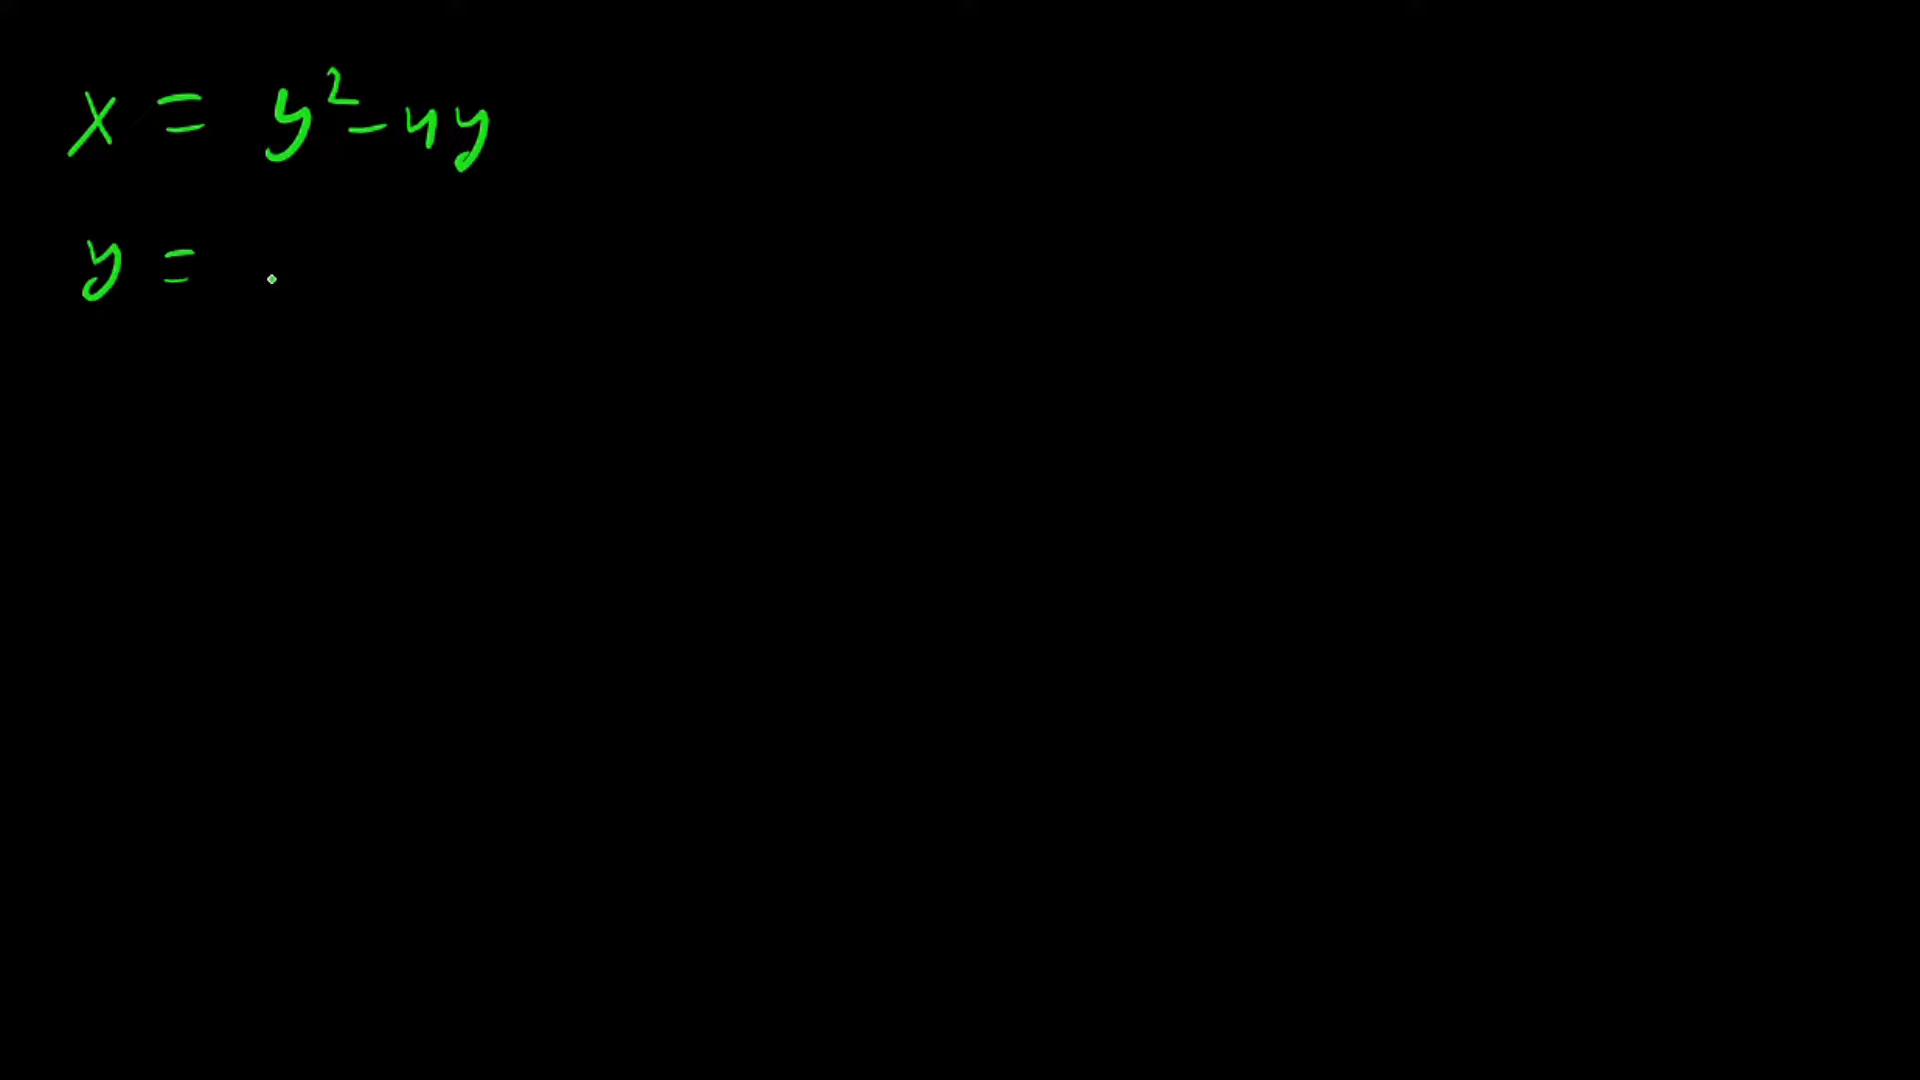 x = y² - 4y
y =